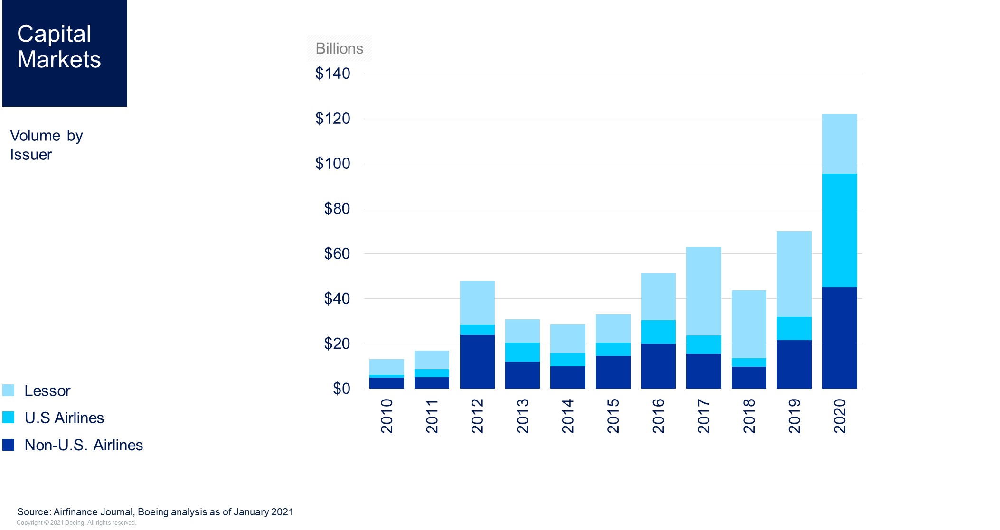 Capital
Markets
Volume by
Issuer
Billions
$140
$120
$100
$80
$60
$40
$20
$0
2010
2011
2012
2013
2014
2015
2016
2017
2018
2019
2020
Lessor
U.S Airlines
Non-U.S. Airlines
Source: Airfinance Journal, Boeing analysis as of January 2021
Copyright © 2021 Boeing. All rights reserved.